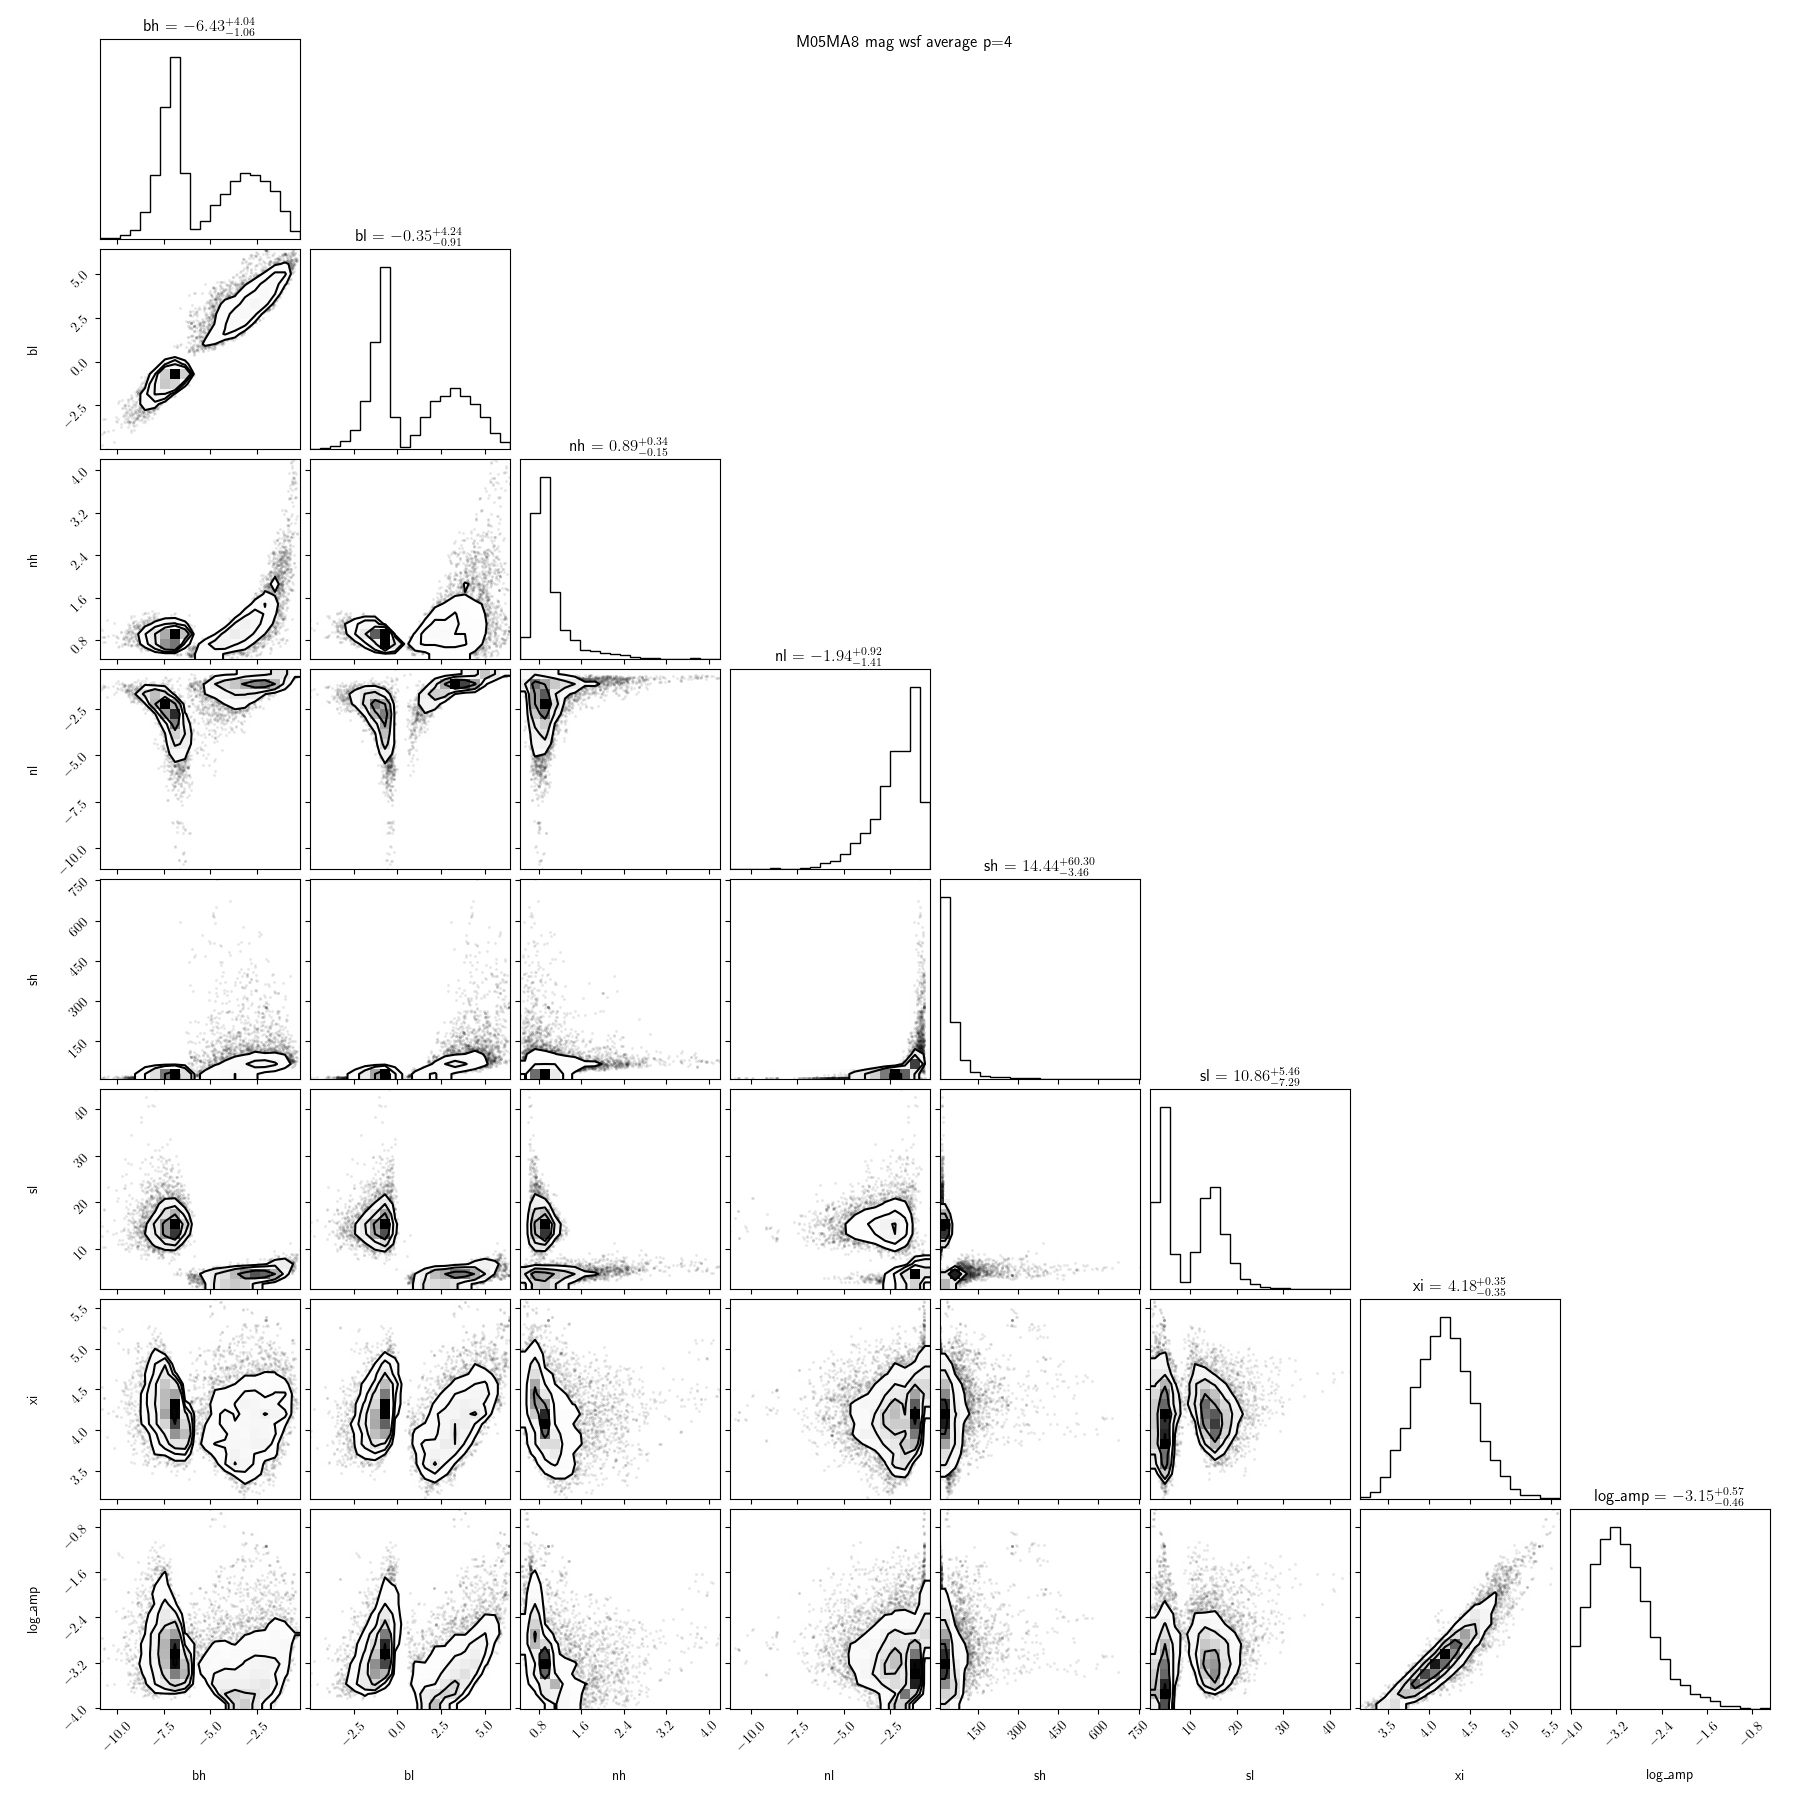 M05MA8 mag wsf average p=4
bh = −6.43+4.04−1.06
bl = −0.35+4.24−0.91
5.0
2.5
0.0
−2.5
bl
nh = 0.89+0.34−0.15
4.0
3.2
2.4
1.6
0.8
nh
nl = −1.94+0.92−1.41
−2.5
−5.0
−7.5
−10.0
nl
sh = 14.44+60.30−3.46
750
600
450
300
150
sh
sl = 10.86+5.46−7.29
40
30
20
10
sl
xi = 4.18+0.35−0.35
5.5
5.0
4.5
4.0
3.5
xi
log_amp = −3.15+0.57−0.46
−0.8
−1.6
−2.4
−3.2
−4.0
log_amp
−10.0 −7.5 −5.0 −2.5 −2.5 0.0 2.5 5.0 0.8 1.6 2.4 3.2 4.0 −10.0 −7.5 −5.0 −2.5 150 300 450 600 750 10 20 30 40 3.5 4.0 4.5 5.0 5.5 −4.0 −3.2 −2.4 −1.6 −0.8
bh bl nh nl sh sl xi log_amp